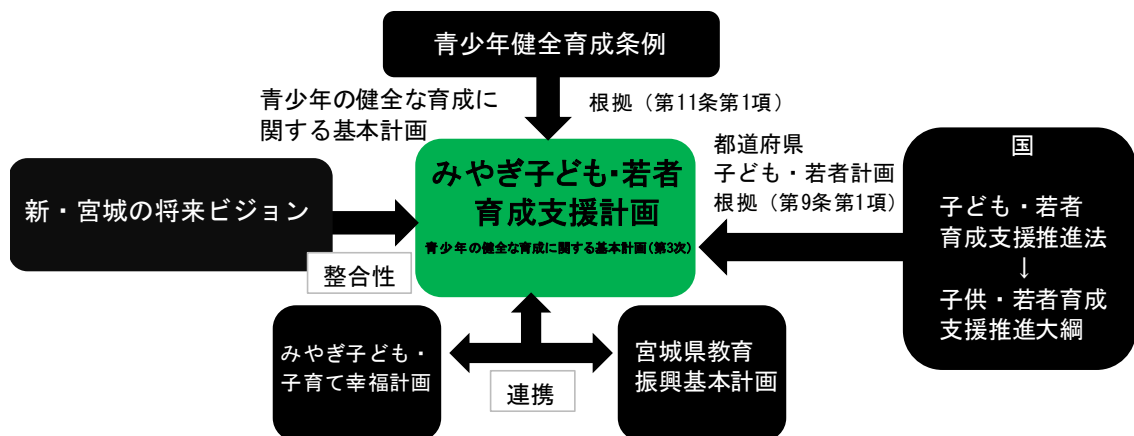 青少年健全育成条例
青少年の健全な育成に
関する基本計画
根拠（第11条第1項）
みやぎ子ども・若者
育成支援計画
青少年の健全な育成に関する基本計画(第3次)
都道府県
子ども・若者計画
根拠（第9条第1項）
国
子ども・若者
育成支援推進法
↓
子供・若者育成
支援推進大綱
新・宮城の将来ビジョン
整合性
みやぎ子ども・
子育て幸福計画
連携
宮城県教育
振興基本計画